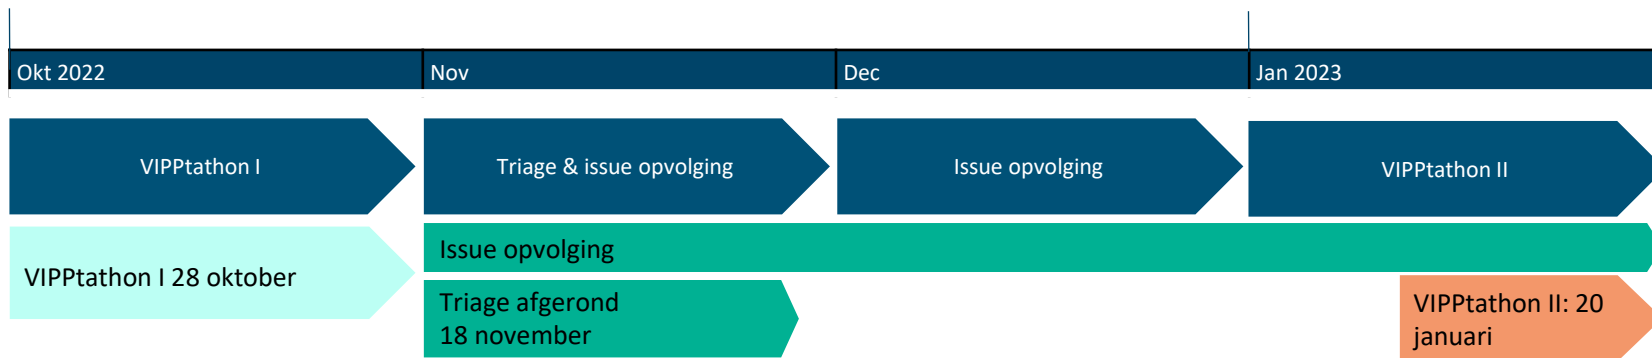 Okt 2022
Nov
Dec
Jan 2023
VIPPtathon I
Triage & issue opvolging
Issue opvolging
VIPPtathon II
VIPPtathon I 28 oktober
Issue opvolging
Triage afgerond
18 november
VIPPtathon II: 20
januari